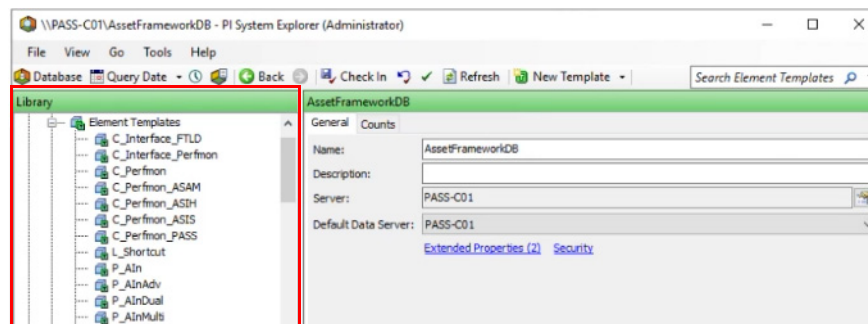 \\PASS-C01\AssetFrameworkDB - PI System Explorer (Administrator)
File View Go Tools Help
Database Query Date Back Check In Refresh New Template Search Element Templates
Library
Element Templates
C_Interface_FTLD
C_Interface_Perfmon
C_Perfmon
C_Perfmon_ASAM
C_Perfmon_ASIH
C_Perfmon_ASIS
C_Perfmon_PASS
L_Shortcut
P_AIn
P_AInAdv
P_AInDual
P_AInMulti
AssetFrameworkDB
General Counts
Name: AssetFrameworkDB
Description:
Server: PASS-C01
Default Data Server: PASS-C01
Extended Properties (2) Security